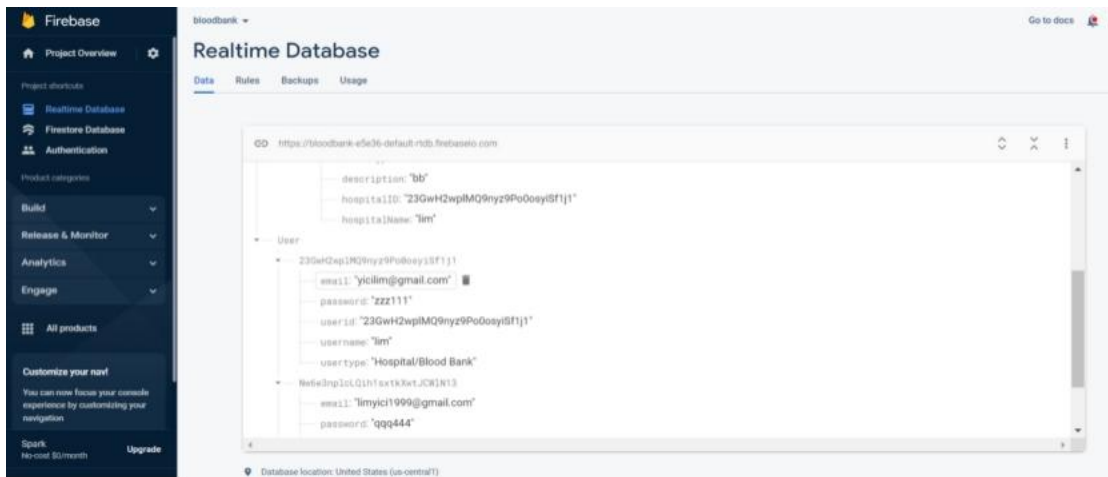 Firebase
bloodbank
Go to docs
Project Overview
Realtime Database
Data Rules Backups Usage
Project shortcuts
Realtime Database
Firestore Database
Authentication
Product categories
Build
Release & Monitor
Analytics
Engage
All products
Customize your nav!
You can now focus your console
experience by customizing your
navigation
Spark
No-cost $0/month
Upgrade
https://bloodbank-e5e36-default-rtdb.firebaseio.com
description: "bb"
hospitalID: "23GwH2wplMQ9nyz9Po0osyiSf1j1"
hospitalName: "lim"
User
23GwH2wplMQ9nyz9Po0osyiSf1j1
email: "yicilim@gmail.com"
password: "zzz111"
userid: "23GwH2wplMQ9nyz9Po0osyiSf1j1"
username: "lim"
usertype: "Hospital/Blood Bank"
email: "limyici1999@gmail.com"
password: "qqq444"
Database location: United States (us-central1)